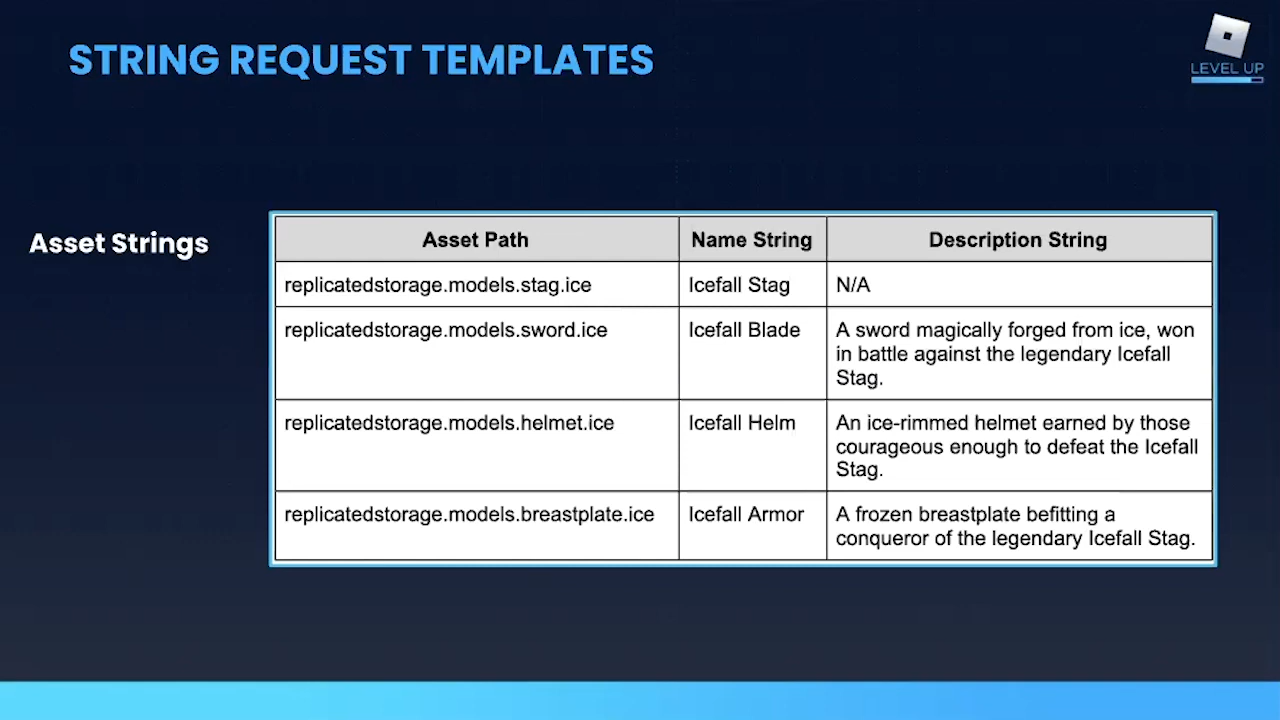 STRING REQUEST TEMPLATES
LEVEL UP
Asset Strings
Asset Path Name String Description String
replicatedstorage.models.stag.ice Icefall Stag N/A
replicatedstorage.models.sword.ice Icefall Blade A sword magically forged from ice, won
in battle against the legendary Icefall
Stag.
replicatedstorage.models.helmet.ice Icefall Helm An ice-rimmed helmet earned by those
courageous enough to defeat the Icefall
Stag.
replicatedstorage.models.breastplate.ice Icefall Armor A frozen breastplate befitting a
conqueror of the legendary Icefall Stag.